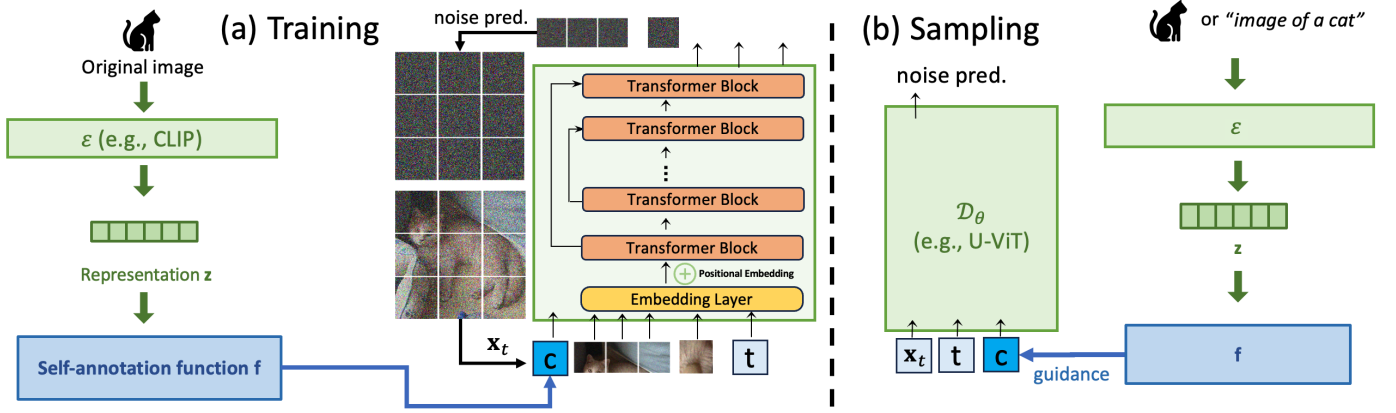 (a) Training
Original image
ε (e.g., CLIP)
Representation z
Self-annotation function f
noise pred.
Transformer Block
Transformer Block
...
Transformer Block
Transformer Block
+ Positional Embedding
Embedding Layer
x_t
c
t
(b) Sampling
or “image of a cat”
noise pred.
ε
z
𝒟_θ
(e.g., U-ViT)
x_t
t
c
guidance
f